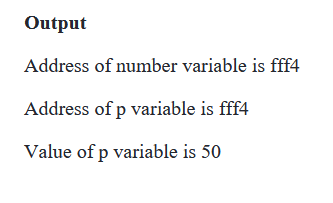 Output
Address of number variable is fff4
Address of p variable is fff4
Value of p variable is 50